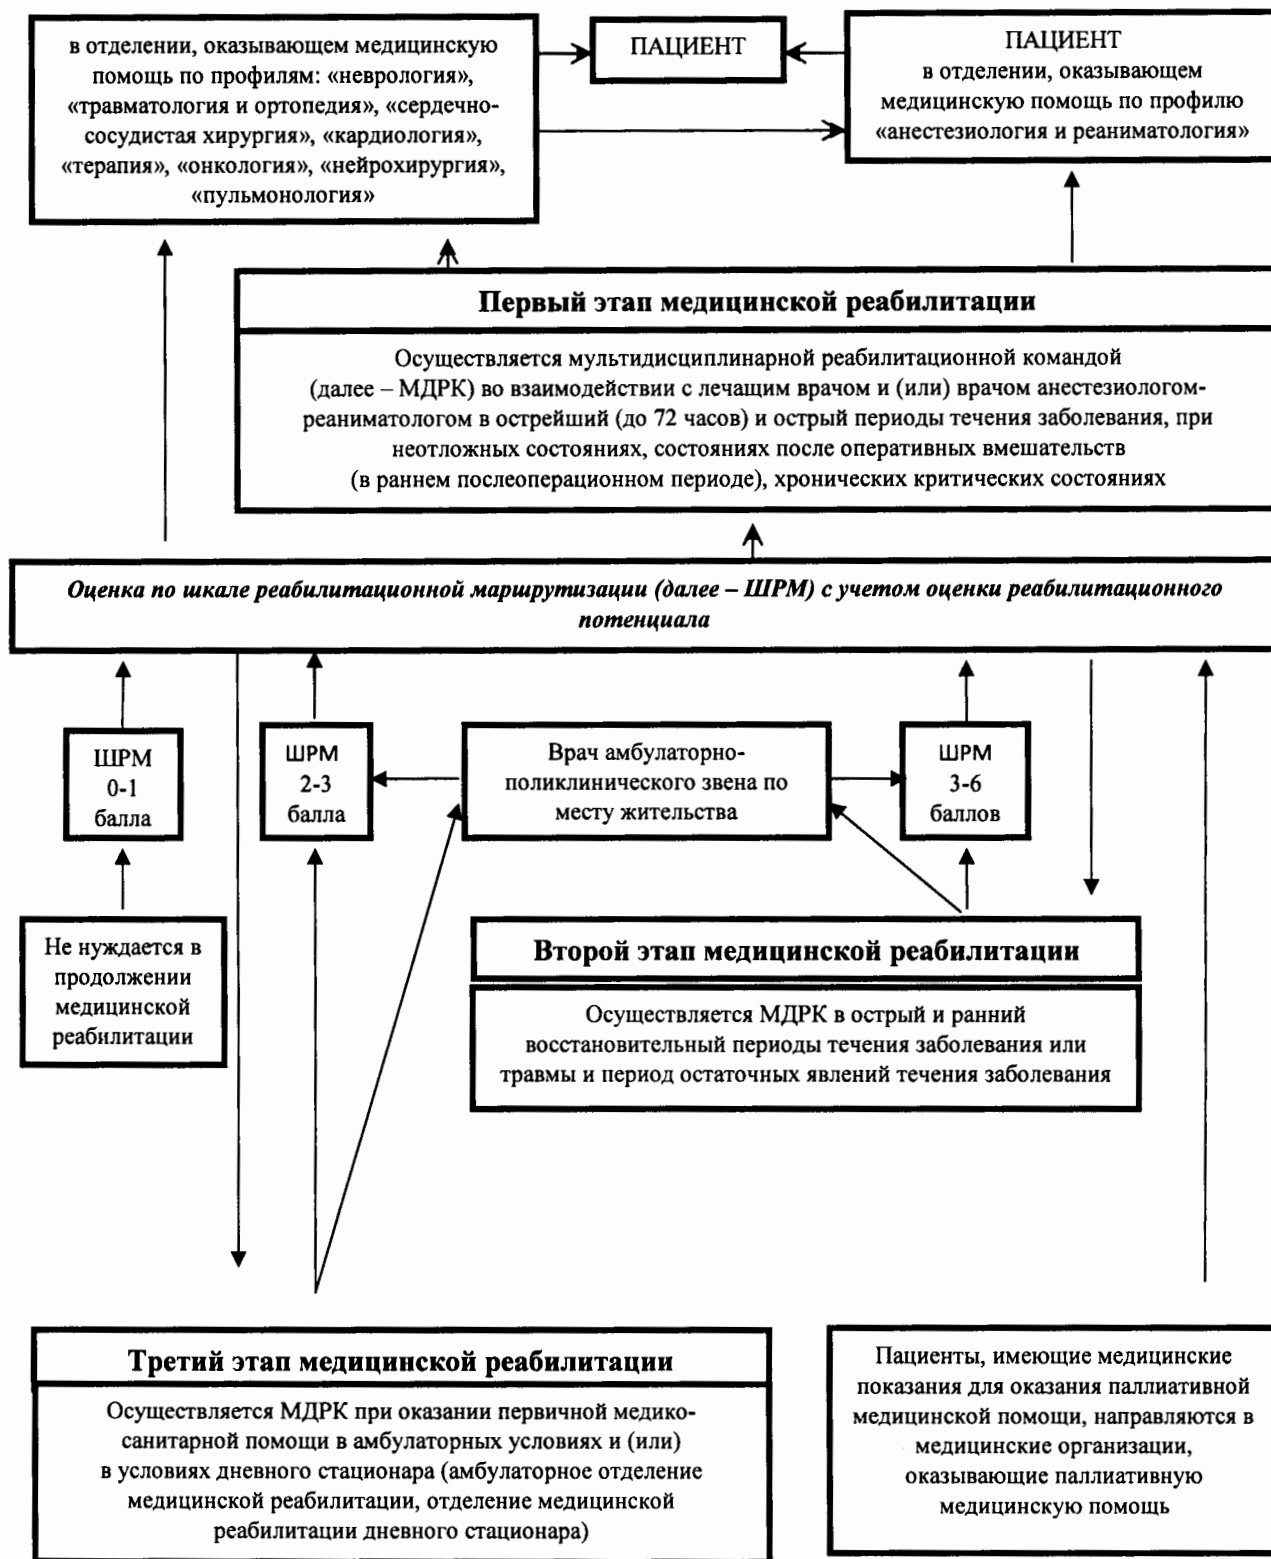 в отделении, оказывающем медицинскую
помощь по профилям: «неврология»,
«травматология и ортопедия», «сердечно-
сосудистая хирургия», «кардиология»,
«терапия», «онкология», «нейрохирургия»,
«пульмонология»
ПАЦИЕНТ
ПАЦИЕНТ
в отделении, оказывающем
медицинскую помощь по профилю
«анестезиология и реаниматология»
Первый этап медицинской реабилитации
Осуществляется мультидисциплинарной реабилитационной командой
(далее – МДРК) во взаимодействии с лечащим врачом и (или) врачом анестезиологом-
реаниматологом в острейший (до 72 часов) и острый периоды течения заболевания, при
неотложных состояниях, состояниях после оперативных вмешательств
(в раннем послеоперационном периоде), хронических критических состояниях
Оценка по шкале реабилитационной маршрутизации (далее – ШРМ) с учетом оценки реабилитационного
потенциала
ШРМ
0-1
балла
ШРМ
2-3
балла
Врач амбулаторно-
поликлинического звена по
месту жительства
ШРМ
3-6
баллов
Не нуждается в
продолжении
медицинской
реабилитации
Второй этап медицинской реабилитации
Осуществляется МДРК в острый и ранний
восстановительный периоды течения заболевания или
травмы и период остаточных явлений течения заболевания
Третий этап медицинской реабилитации
Осуществляется МДРК при оказании первичной медико-
санитарной помощи в амбулаторных условиях и (или)
в условиях дневного стационара (амбулаторное отделение
медицинской реабилитации, отделение медицинской
реабилитации дневного стационара)
Пациенты, имеющие медицинские
показания для оказания паллиативной
медицинской помощи, направляются в
медицинские организации,
оказывающие паллиативную
медицинскую помощь